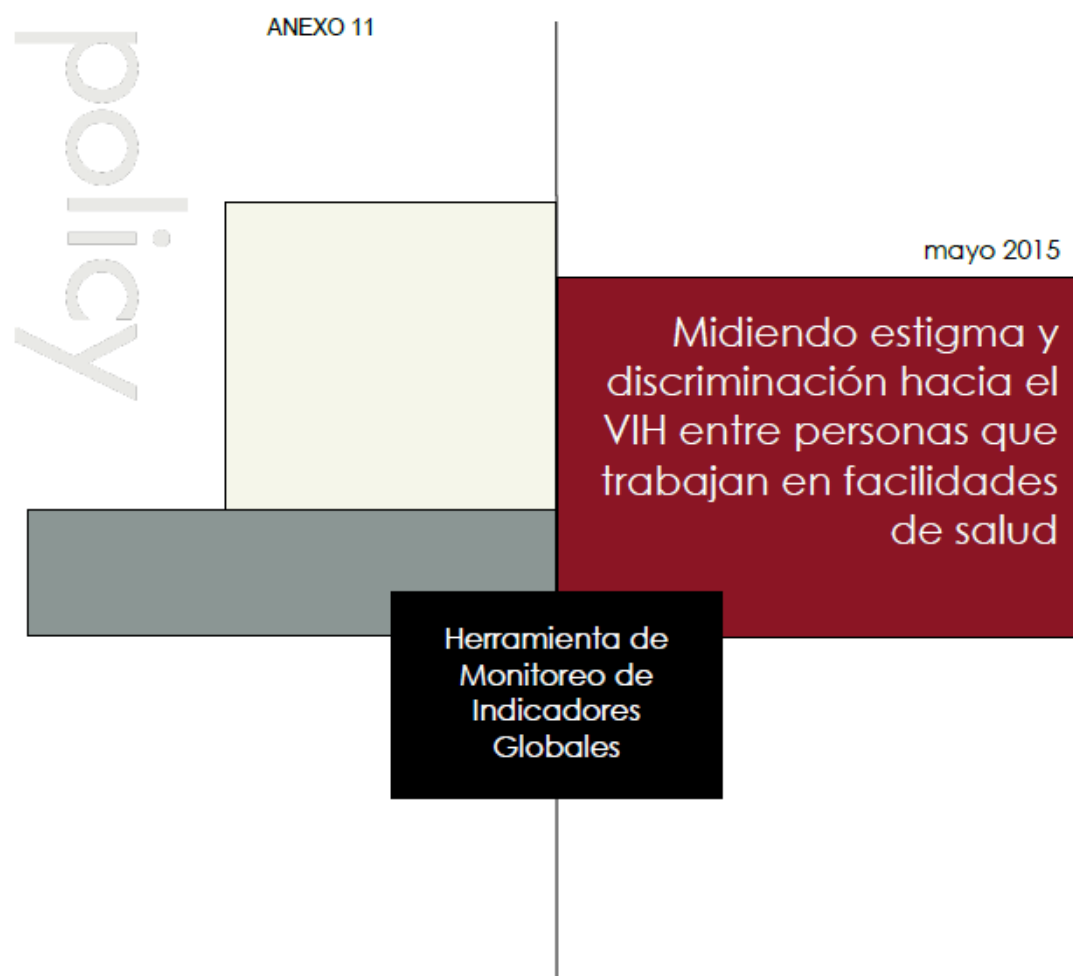 ANEXO 11
policy
mayo 2015
Midiendo estigma y
discriminación hacia el
VIH entre personas que
trabajan en facilidades
de salud
Herramienta de
Monitoreo de
Indicadores
Globales